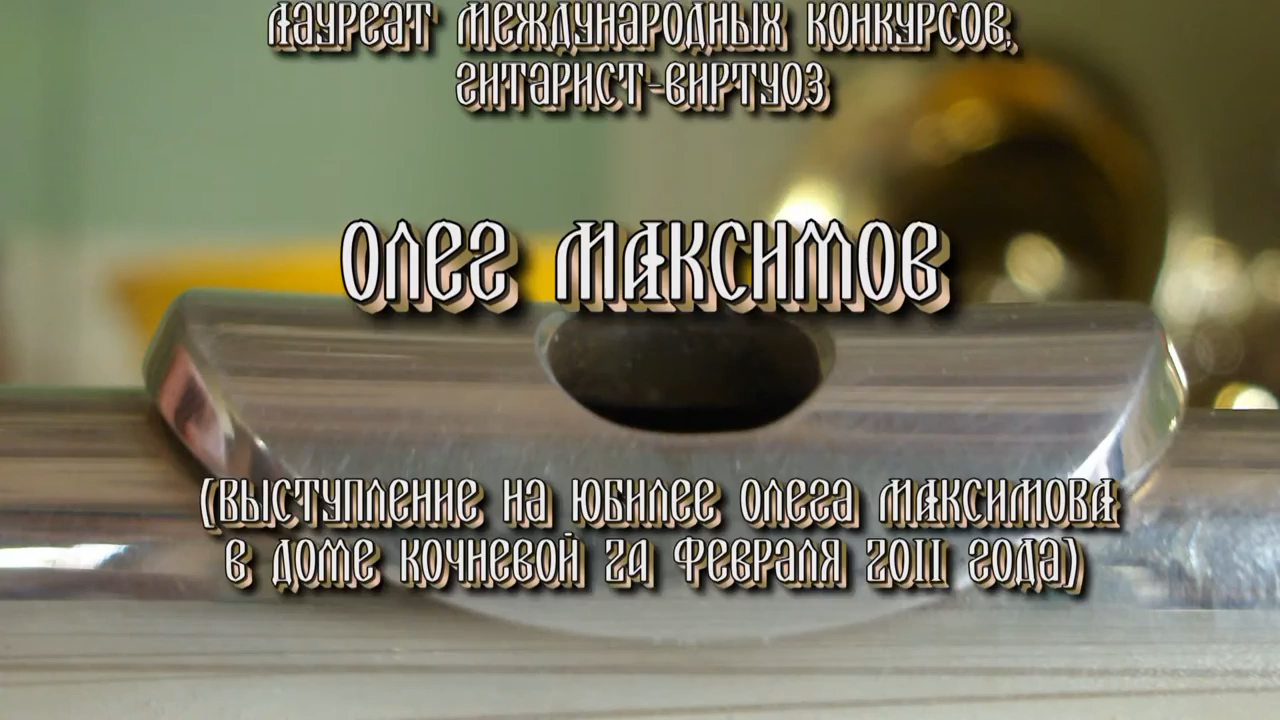 Лауреат международных конкурсов,
гитарист-виртуоз
Олег Максимов
(выступление на юбилее Олега Максимова
в доме Кочневой 24 февраля 2011 года)